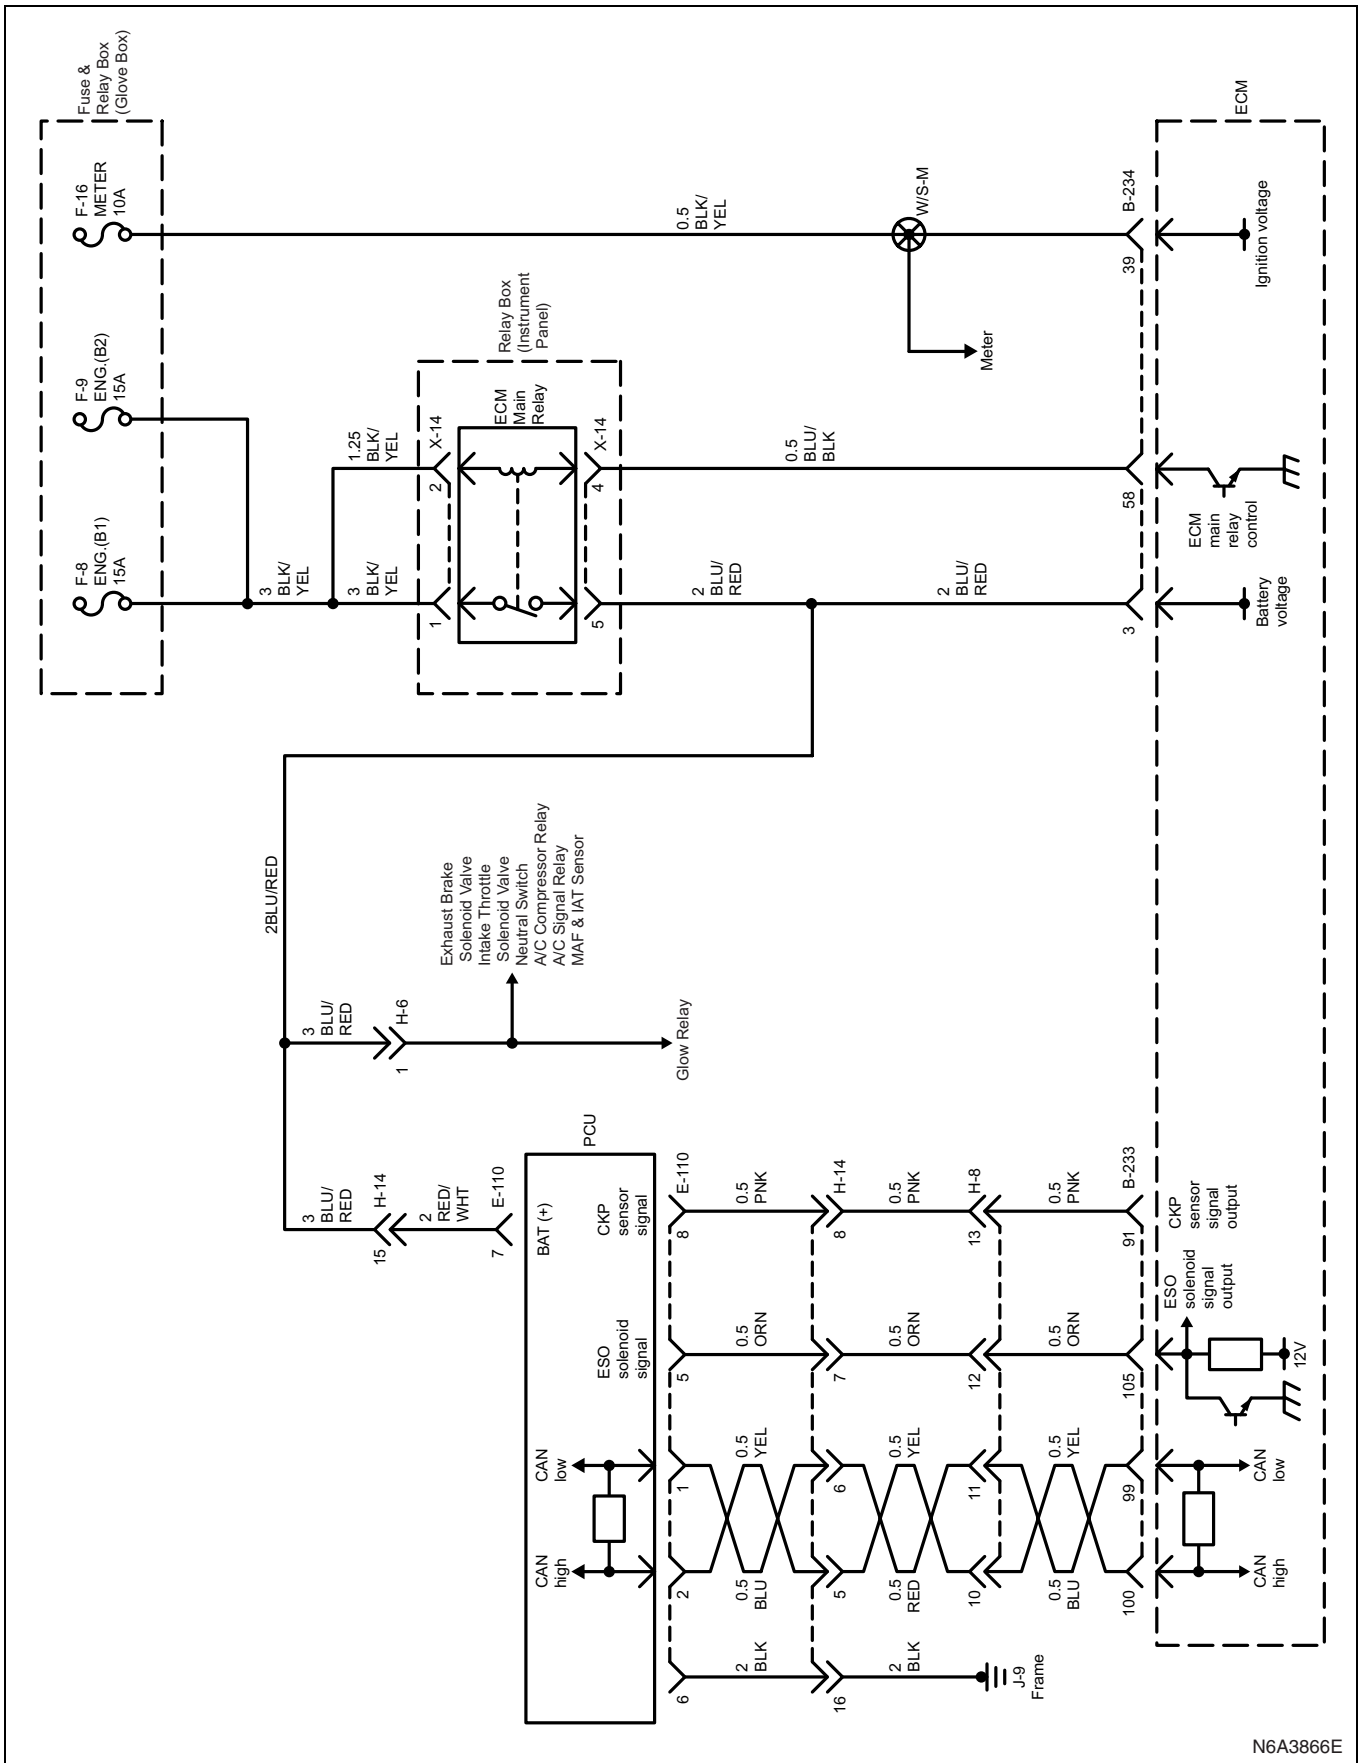 Fuse &
Relay Box
(Glove Box)
F-8
ENG.(B1)
15A
F-9
ENG.(B2)
15A
F-16
METER
10A
3
BLK/
YEL
3
BLK/
YEL
1.25
BLK/
YEL
0.5
BLK/
YEL
Relay Box
(Instrument
Panel)
1
2
X-14
ECM
Main
Relay
5
4
X-14
2
BLU/
RED
0.5
BLU/
BLK
W/S-M
Meter
2
BLU/
RED
3
58
39
B-234
ECM
Battery
voltage
ECM
main
relay
control
Ignition voltage
2BLU/RED
3
BLU/
RED
3
BLU/
RED
15
H-14
1
H-6
2
RED/
WHT
7
E-110
Exhaust Brake
Solenoid Valve
Intake Throttle
Solenoid Valve
Neutral Switch
A/C Compressor Relay
A/C Signal Relay
MAF & IAT Sensor
Glow Relay
PCU
BAT (+)
CAN
high
CAN
low
ESO
solenoid
signal
CKP
sensor
signal
6
2
1
5
8
E-110
2
BLK
0.5
BLU
0.5
YEL
0.5
ORN
0.5
PNK
16
5
6
7
8
H-14
2
BLK
0.5
RED
0.5
YEL
0.5
ORN
0.5
PNK
J-9
Frame
10
11
12
13
H-8
0.5
BLU
0.5
YEL
0.5
ORN
0.5
PNK
100
99
105
91
B-233
CAN
high
CAN
low
12V
ESO
solenoid
signal
output
CKP
sensor
signal
output
N6A3866E